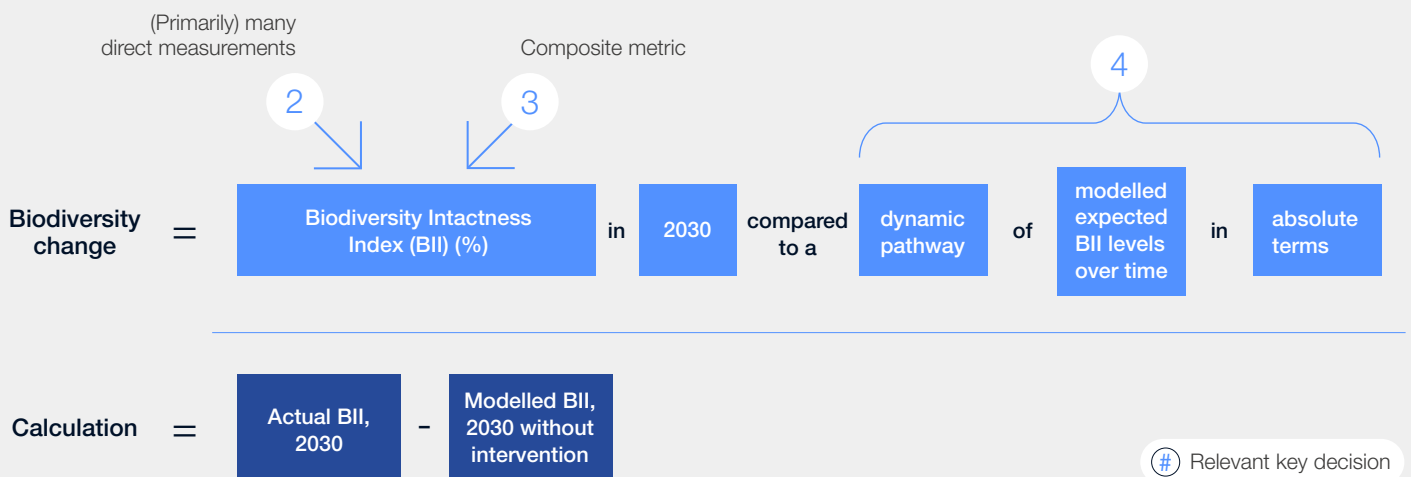 (Primarily) many
direct measurements
Composite metric
2
3
4
Biodiversity
change
=
Biodiversity Intactness
Index (BII) (%)
in
2030
compared
to a
dynamic
pathway
of
modelled
expected
BII levels
over time
in
absolute
terms
Calculation
=
Actual BII,
2030
-
Modelled BII,
2030 without
intervention
# Relevant key decision